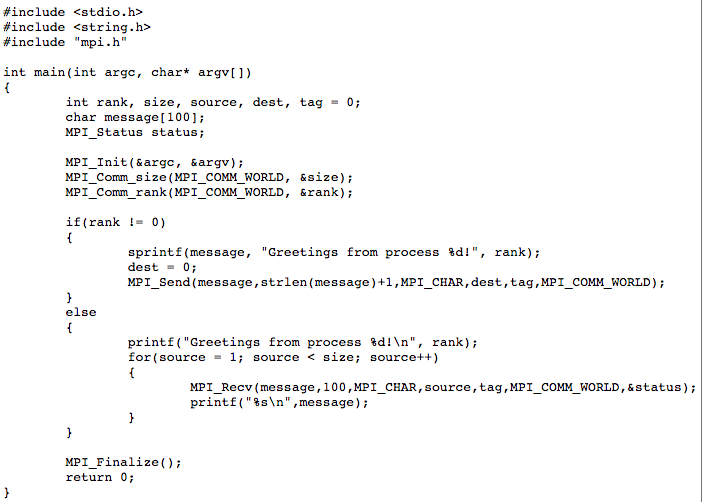 #include <stdio.h>
#include <string.h>
#include "mpi.h"

int main(int argc, char* argv[])
{
        int rank, size, source, dest, tag = 0;
        char message[100];
        MPI_Status status;

        MPI_Init(&argc, &argv);
        MPI_Comm_size(MPI_COMM_WORLD, &size);
        MPI_Comm_rank(MPI_COMM_WORLD, &rank);

        if(rank != 0)
        {
                sprintf(message, "Greetings from process %d!", rank);
                dest = 0;
                MPI_Send(message,strlen(message)+1,MPI_CHAR,dest,tag,MPI_COMM_WORLD);
        }
        else
        {
                printf("Greetings from process %d!\n", rank);
                for(source = 1; source < size; source++)
                {
                        MPI_Recv(message,100,MPI_CHAR,source,tag,MPI_COMM_WORLD,&status);
                        printf("%s\n",message);
                }
        }

        MPI_Finalize();
        return 0;
}